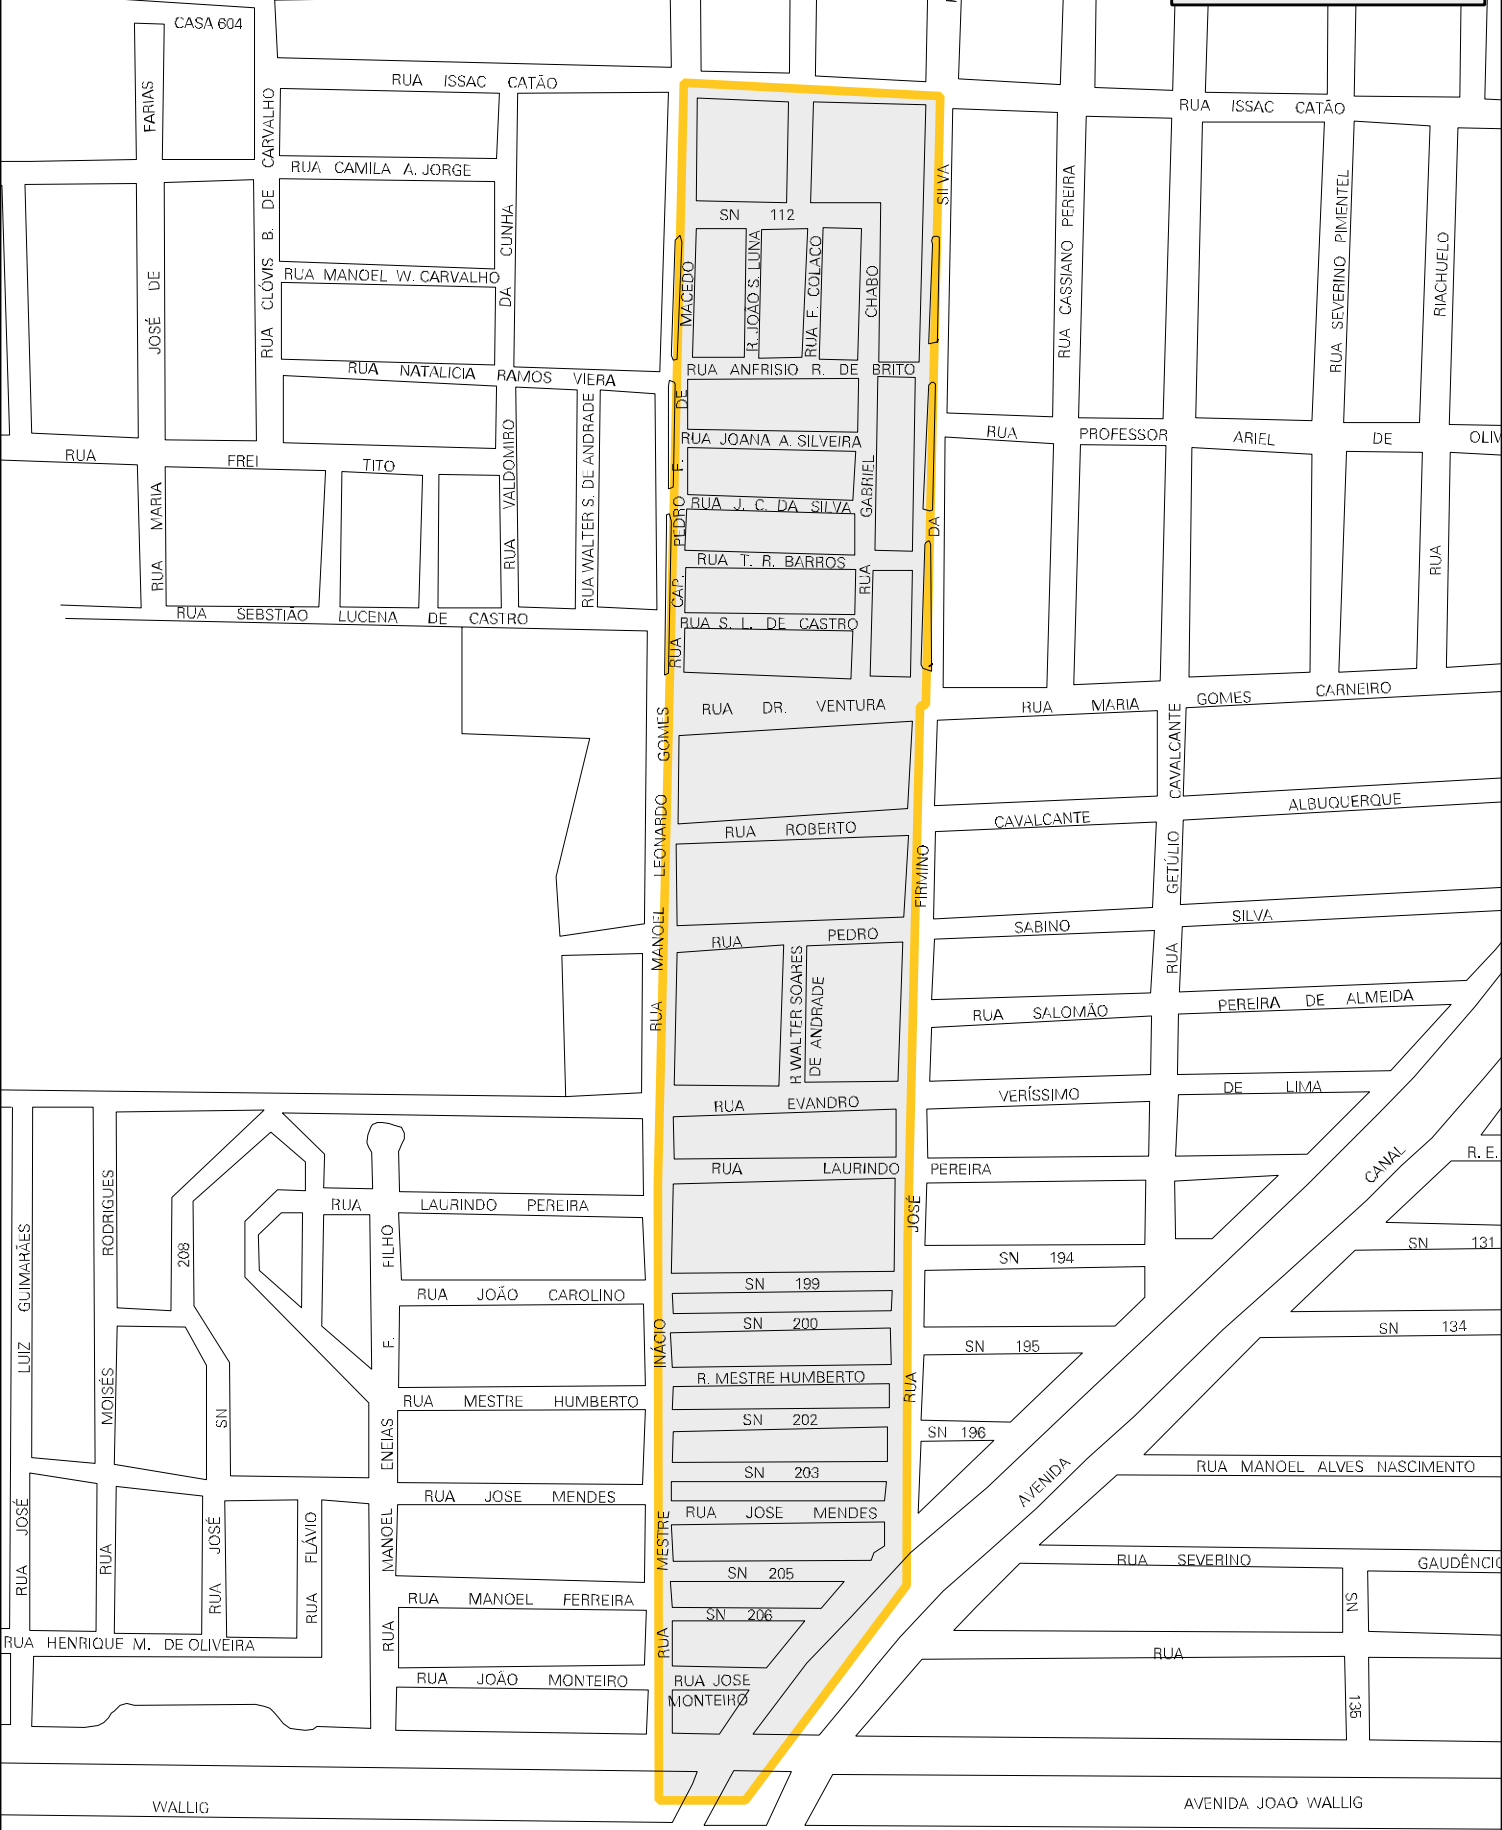 CASA 604
RUA ISSAC CATÃO
RUA ISSAC CATÃO
RUA MARIA JOSÉ DE FARIAS
RUA CLÓVIS B. DE CARVALHO
RUA CAMILA A. JORGE
RUA VALDOMIRO DA CUNHA
RUA MANOEL W. CARVALHO
RUA NATALICIA RAMOS VIERA
RUA WALTER S. DE ANDRADE
RUA FREI TITO
RUA SEBSTIÃO LUCENA DE CASTRO
SN 112
RUA CAP. PEDRO F. DE MACEDO
R. JOÃO S. LUNA
RUA F. COLACO
RUA GABRIEL CHABO
RUA ANFRISIO R. DE BRITO
RUA JOANA A. SILVEIRA
RUA J. C. DA SILVA
RUA T. R. BARROS
RUA S. L. DE CASTRO
RUA DR. VENTURA
RUA JOSÉ FIRMINO DA SILVA
RUA CASSIANO PEREIRA
RUA SEVERINO PIMENTEL
RUA RIACHUELO
RUA PROFESSOR ARIEL DE OLIV
RUA MARIA GOMES CARNEIRO
RUA GETÚLIO CAVALCANTE
RUA ROBERTO CAVALCANTE ALBUQUERQUE
RUA PEDRO SABINO SILVA
R WALTER SOARES
DE ANDRADE
RUA SALOMÃO PEREIRA DE ALMEIDA
RUA EVANDRO VERÍSSIMO DE LIMA
RUA LAURINDO PEREIRA
RUA MANOEL LEONARDO GOMES
RUA MESTRE INÁCIO
RUA LAURINDO PEREIRA
RUA JOSÉ LUIZ GUIMARÃES
RUA MOISÉS RODRIGUES
SN 208
RUA MANOEL ENEIAS F. FILHO
RUA JOÃO CAROLINO
RUA MESTRE HUMBERTO
RUA JOSE MENDES
RUA MANOEL FERREIRA
RUA JOÃO MONTEIRO
RUA JOSÉ
RUA FLÁVIO
RUA HENRIQUE M. DE OLIVEIRA
SN 199
SN 200
R. MESTRE HUMBERTO
SN 202
SN 203
RUA JOSE MENDES
SN 205
SN 206
RUA JOSE
MONTEIRO
SN 194
SN 195
SN 196
AVENIDA CANAL
R. E.
SN 131
SN 134
RUA MANOEL ALVES NASCIMENTO
RUA SEVERINO GAUDÊNCIO
SN 135
RUA
WALLIG
AVENIDA JOAO WALLIG